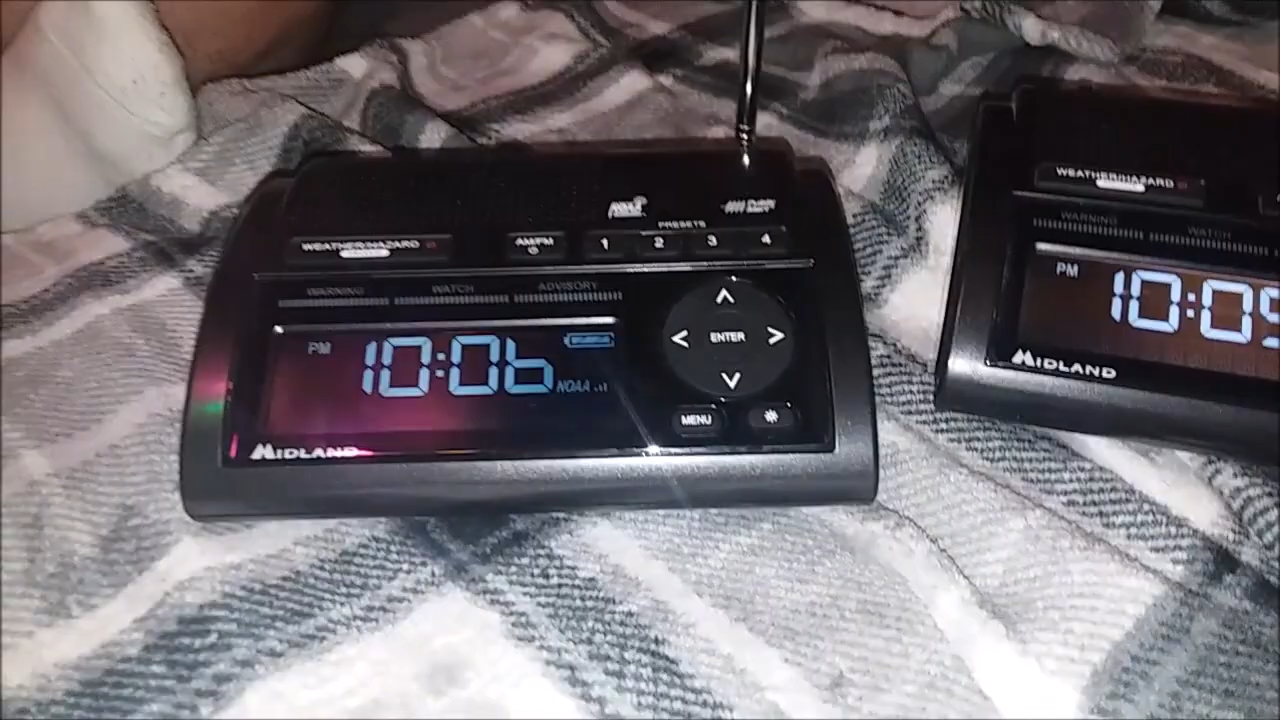 PRESETS
WEATHER/HAZARD
AM/FM
1 2 3 4
WARNING WATCH ADVISORY
PM 10:06
NOAA
ENTER
MENU
MIDLAND
WEATHER/HAZARD
WARNING WATCH
PM 10:0
MIDLAND